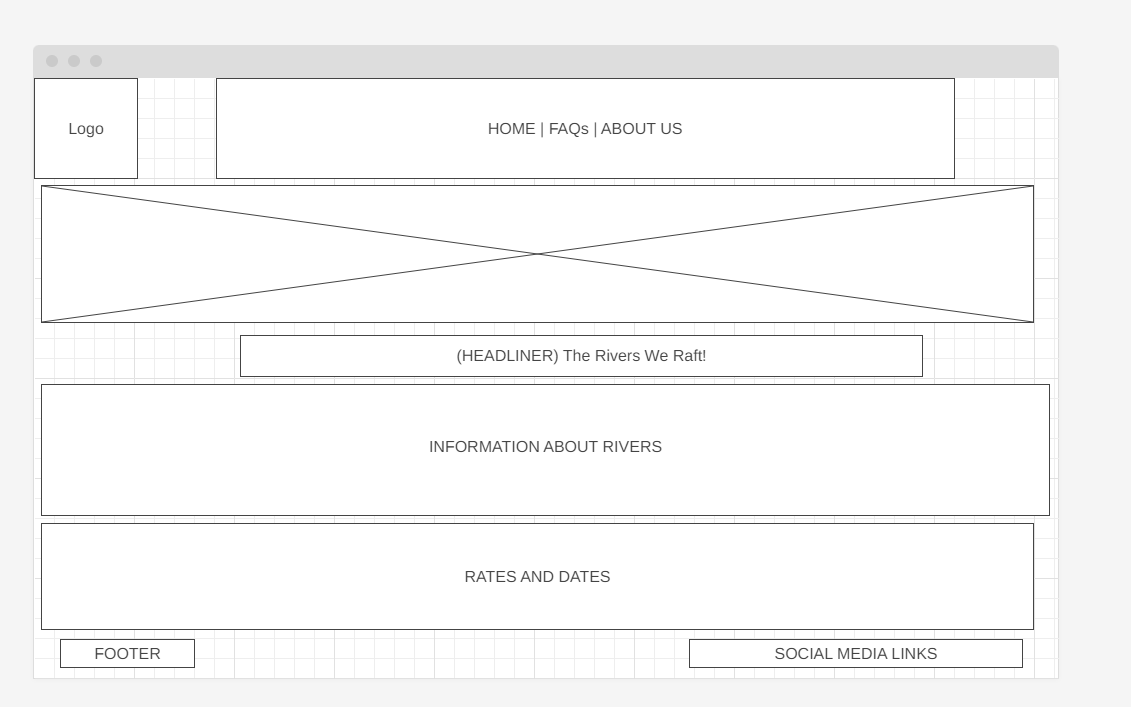 Logo
HOME | FAQs | ABOUT US
(HEADLINER) The Rivers We Raft!
INFORMATION ABOUT RIVERS
RATES AND DATES
FOOTER
SOCIAL MEDIA LINKS